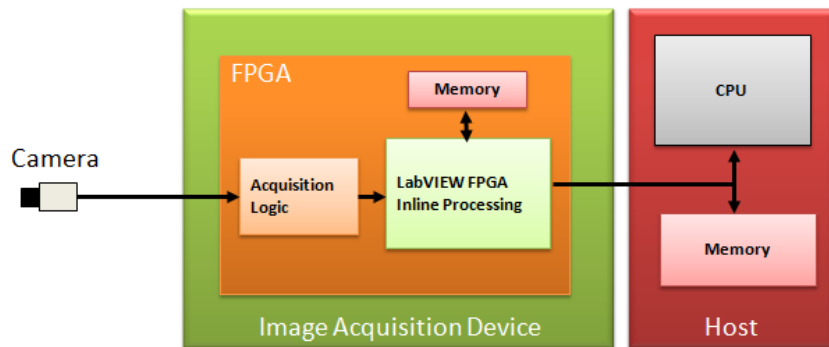 FPGA
Memory
CPU
Camera
Acquisition
Logic
LabVIEW FPGA
Inline Processing
Memory
Image Acquisition Device
Host